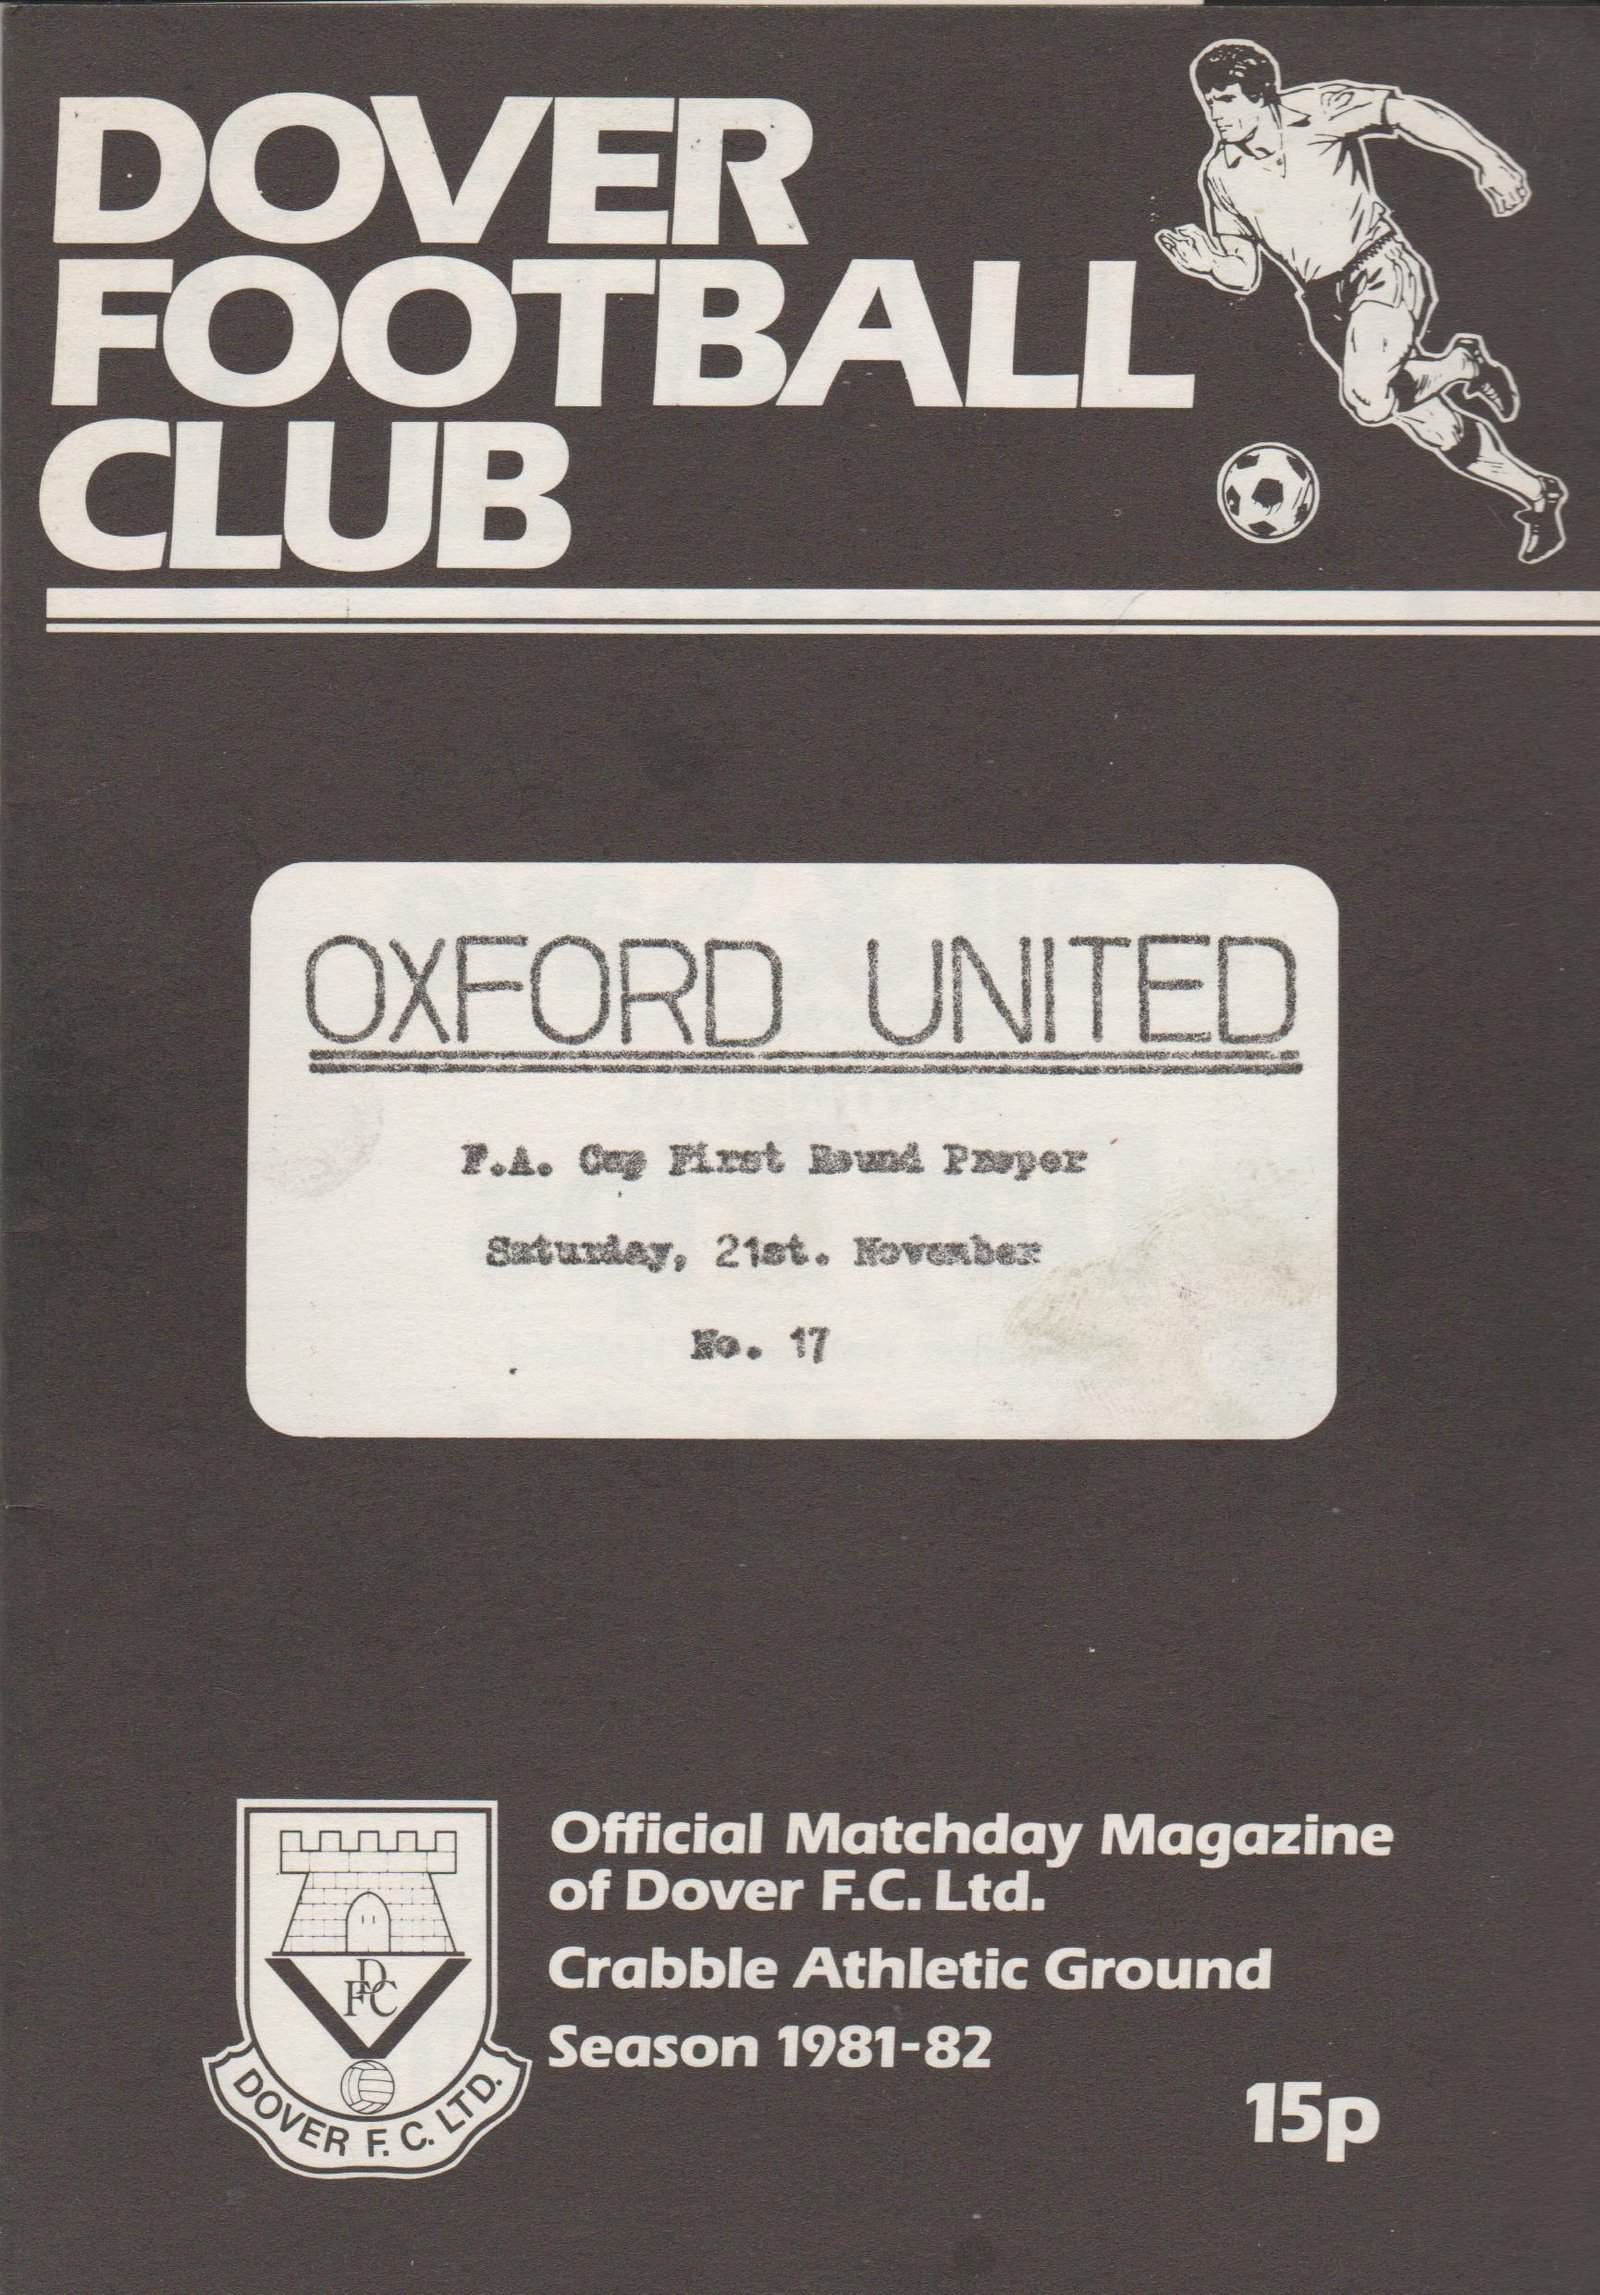 DOVER
FOOTBALL
CLUB
OXFORD UNITED
F.A. Cup First Round Proper
Saturday, 21st. November
No. 17
Official Matchday Magazine
of Dover F.C. Ltd.
Crabble Athletic Ground
Season 1981-82
15p
DFC
DOVER F.C. LTD.